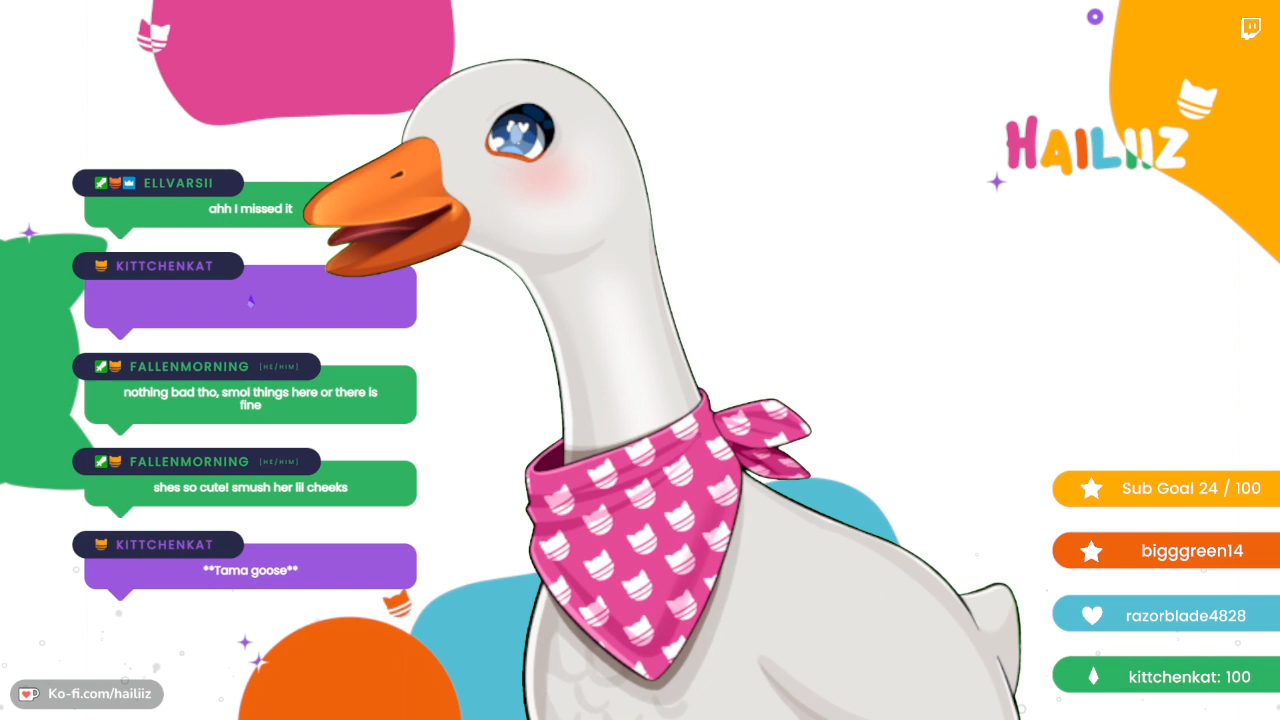 HAILIIZ
ELLVARSII
ahh I missed it
KITTCHENKAT
FALLENMORNING [HE/HIM]
nothing bad tho, smol things here or there is
fine
FALLENMORNING [HE/HIM]
shes so cute! smush her lil cheeks
KITTCHENKAT
**Tama goose**
Sub Goal 24 / 100
bigggreen14
razorblade4828
kittchenkat: 100
Ko-fi.com/hailiiz